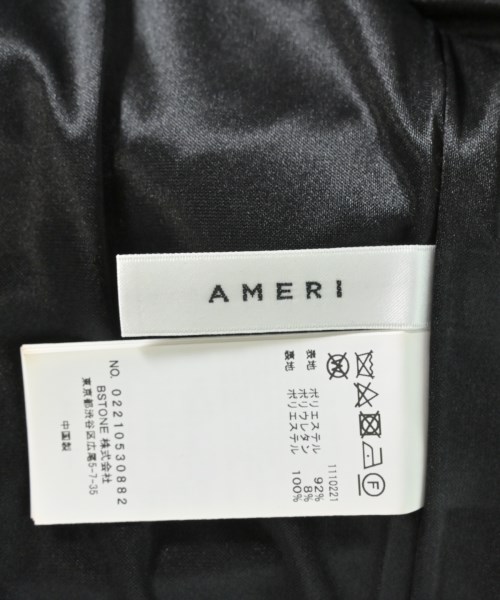 AMERI
1110221
表地 ポリエステル 92%
ポリウレタン 8%
裏地 ポリエステル 100%
F
NO. 02210530882
BSTONE 株式会社
東京都渋谷区広尾5-7-35
中国製